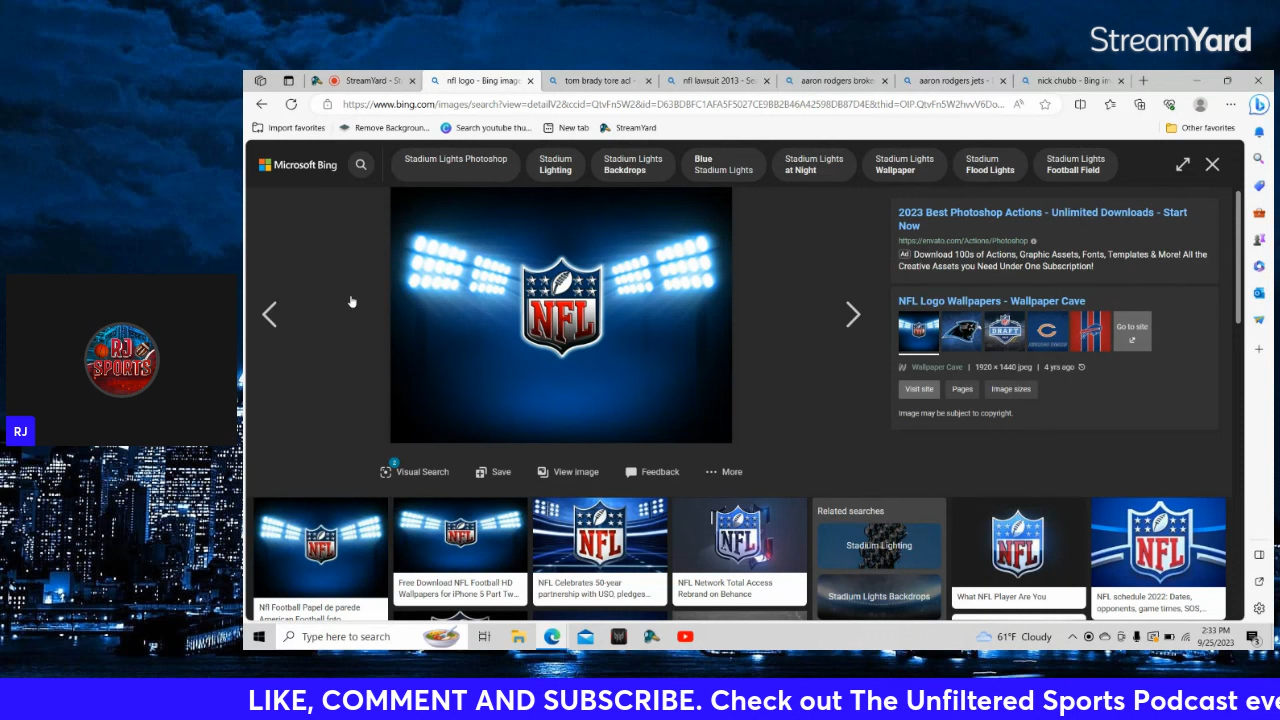 StreamYard
StreamYard - St
nfl logo - Bing image
tom brady tore acl -
nfl lawsuit 2013 - Se
aaron rodgers broke
aaron rodgers jets -
nick chubb - Bing im
https://www.bing.com/images/search?view=detailV2&ccid=QtvFn5W2&id=D63BDBFC1AFA5F5027CE9BB2B46A42598DB87D4E&thid=OIP.QtvFn5W2hvvV6Do...
Import favorites
Remove Backgroun...
Search youtube thu...
New tab
StreamYard
Other favorites
Microsoft Bing
Stadium Lights Photoshop
Stadium Lighting
Stadium Lights Backdrops
Blue Stadium Lights
Stadium Lights at Night
Stadium Lights Wallpaper
Stadium Flood Lights
Stadium Lights Football Field
NFL
2023 Best Photoshop Actions - Unlimited Downloads - Start
Now
https://envato.com/Actions/Photoshop
Ad Download 100s of Actions, Graphic Assets, Fonts, Templates & More! All the
Creative Assets you Need Under One Subscription!
NFL Logo Wallpapers - Wallpaper Cave
DRAFT
Go to site
Wallpaper Cave | 1920 × 1440 jpeg | 4 yrs ago
Visit site
Pages
Image sizes
Image may be subject to copyright.
RJ
SPORTS
RJ
2
Visual Search
Save
View image
Feedback
More
NFL
NFL
NFL
NFL
NFL
NFL
Nfl Football Papel de parede
American Football foto
Free Download NFL Football HD
Wallpapers for iPhone 5 Part Tw...
NFL Celebrates 50-year
partnership with USO, pledges...
NFL Network Total Access
Rebrand on Behance
Related searches
Stadium Lighting
Stadium Lights Backdrops
What NFL Player Are You
NFL schedule 2022: Dates,
opponents, game times, SOS,...
Type here to search
61°F Cloudy
2:33 PM
9/25/2023
3
LIKE, COMMENT AND SUBSCRIBE. Check out The Unfiltered Sports Podcast eve